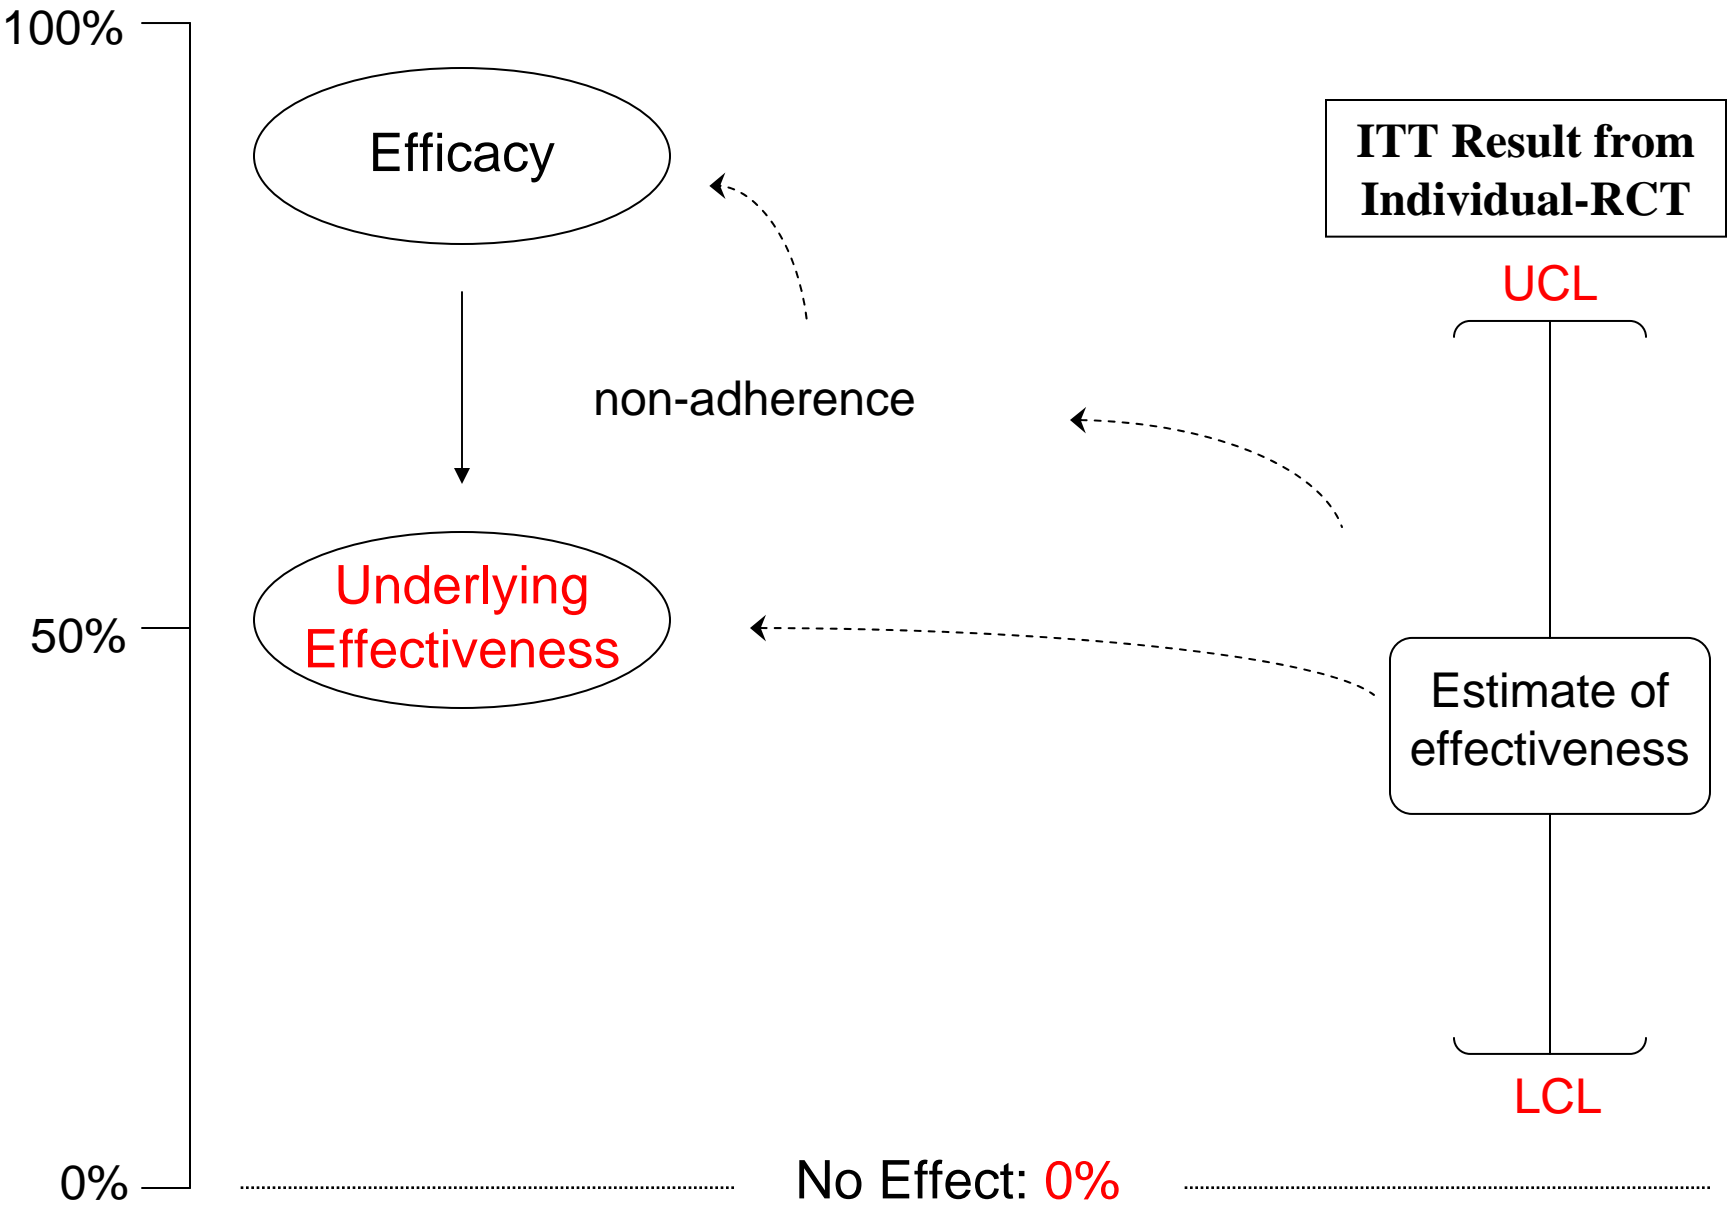 100%
Efficacy
ITT Result from
Individual-RCT
UCL
non-adherence
Underlying
Effectiveness
50%
Estimate of
effectiveness
LCL
0%
No Effect: 0%